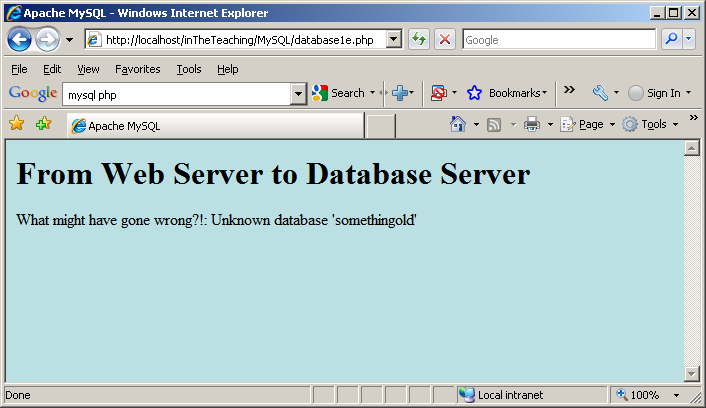 Apache MySQL - Windows Internet Explorer
http://localhost/inTheTeaching/MySQL/database1e.php
Google
File Edit View Favorites Tools Help
Google mysql php Search Bookmarks Sign In
Apache MySQL Page Tools
From Web Server to Database Server
What might have gone wrong?!: Unknown database 'somethingold'
Done Local intranet 100%